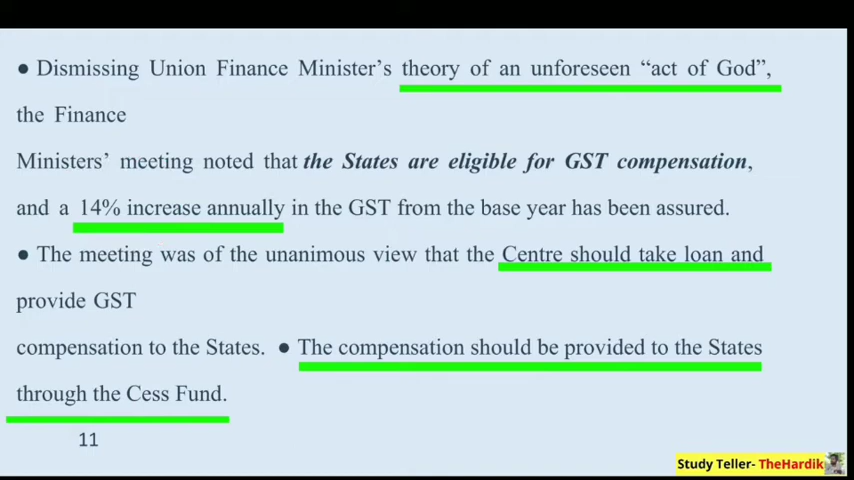 ● Dismissing Union Finance Minister’s theory of an unforeseen “act of God”,
the Finance
Ministers’ meeting noted that the States are eligible for GST compensation,
and a 14% increase annually in the GST from the base year has been assured.
● The meeting was of the unanimous view that the Centre should take loan and
provide GST
compensation to the States. ● The compensation should be provided to the States
through the Cess Fund.
11
Study Teller- TheHardik